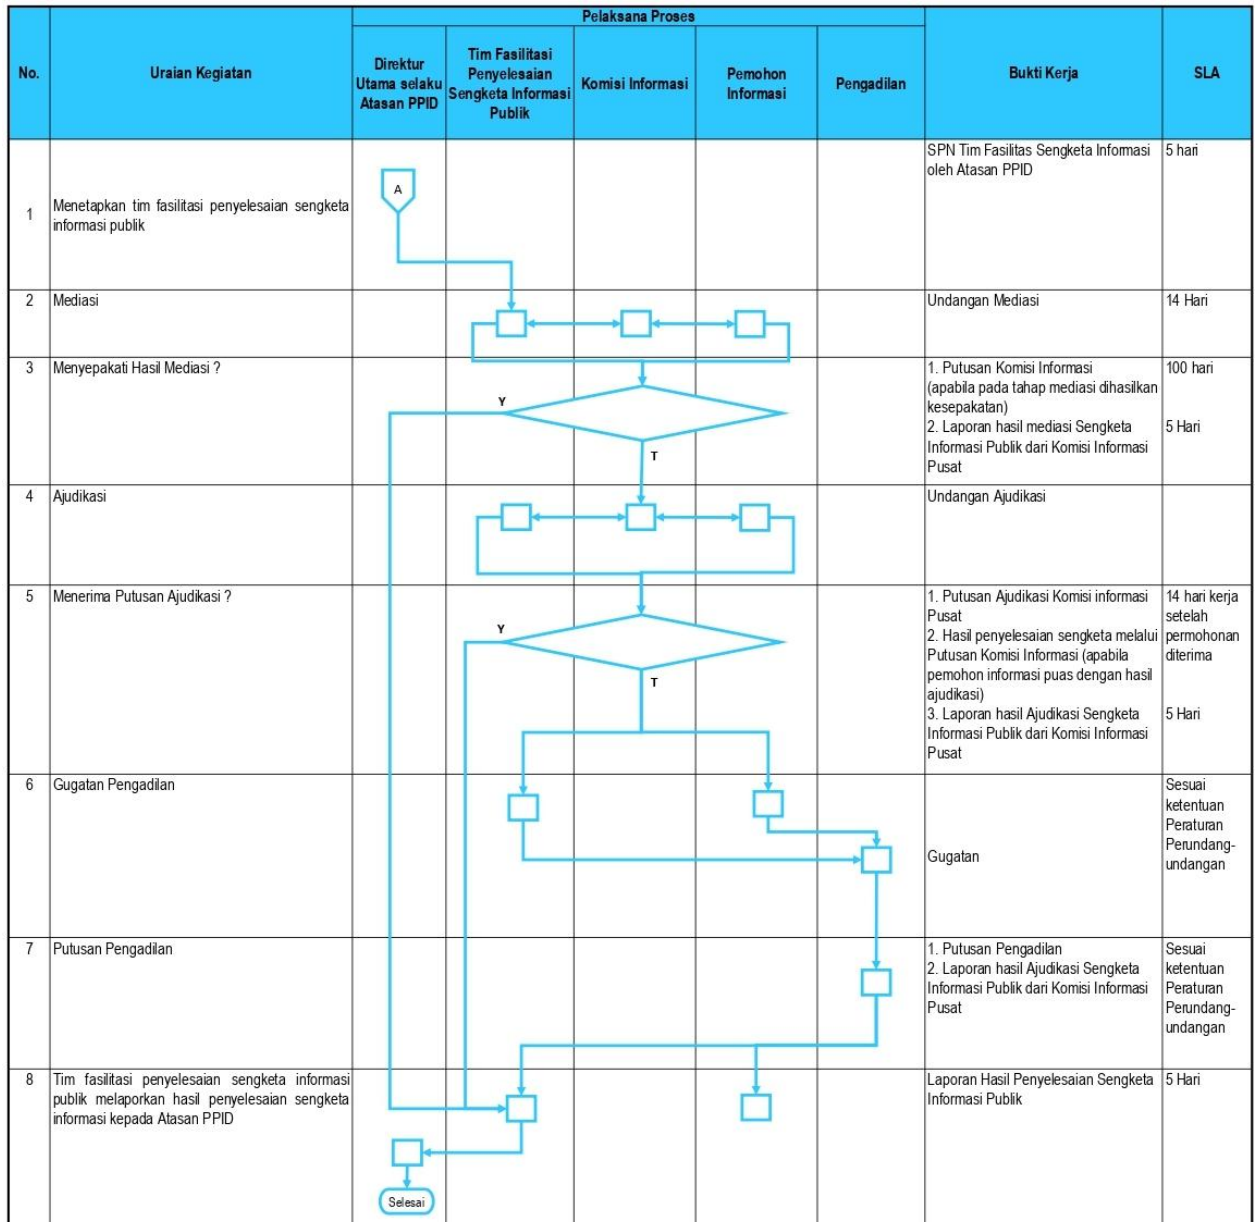 Pelaksana Proses
No.
Uraian Kegiatan
Direktur
Utama selaku
Atasan PPID
Tim Fasilitasi
Penyelesaian
Sengketa Informasi
Publik
Komisi Informasi
Pemohon
Informasi
Pengadilan
Bukti Kerja
SLA
1
Menetapkan tim fasilitasi penyelesaian sengketa
informasi publik
A
SPN Tim Fasilitas Sengketa Informasi
oleh Atasan PPID
5 hari
2
Mediasi
Undangan Mediasi
14 Hari
3
Menyepakati Hasil Mediasi ?
Y
T
1. Putusan Komisi Informasi
(apabila pada tahap mediasi dihasilkan
kesepakatan)
2. Laporan hasil mediasi Sengketa
Informasi Publik dari Komisi Informasi
Pusat
100 hari
5 Hari
4
Ajudikasi
Undangan Ajudikasi
5
Menerima Putusan Ajudikasi ?
Y
T
1. Putusan Ajudikasi Komisi informasi
Pusat
2. Hasil penyelesaian sengketa melalui
Putusan Komisi Informasi (apabila
pemohon informasi puas dengan hasil
ajudikasi)
3. Laporan hasil Ajudikasi Sengketa
Informasi Publik dari Komisi Informasi
Pusat
14 hari kerja
setelah
permohonan
diterima
5 Hari
6
Gugatan Pengadilan
Gugatan
Sesuai
ketentuan
Peraturan
Perundang-
undangan
7
Putusan Pengadilan
1. Putusan Pengadilan
2. Laporan hasil Ajudikasi Sengketa
Informasi Publik dari Komisi Informasi
Pusat
Sesuai
ketentuan
Peraturan
Perundang-
undangan
8
Tim fasilitasi penyelesaian sengketa informasi
publik melaporkan hasil penyelesaian sengketa
informasi kepada Atasan PPID
Laporan Hasil Penyelesaian Sengketa
Informasi Publik
5 Hari
Selesai